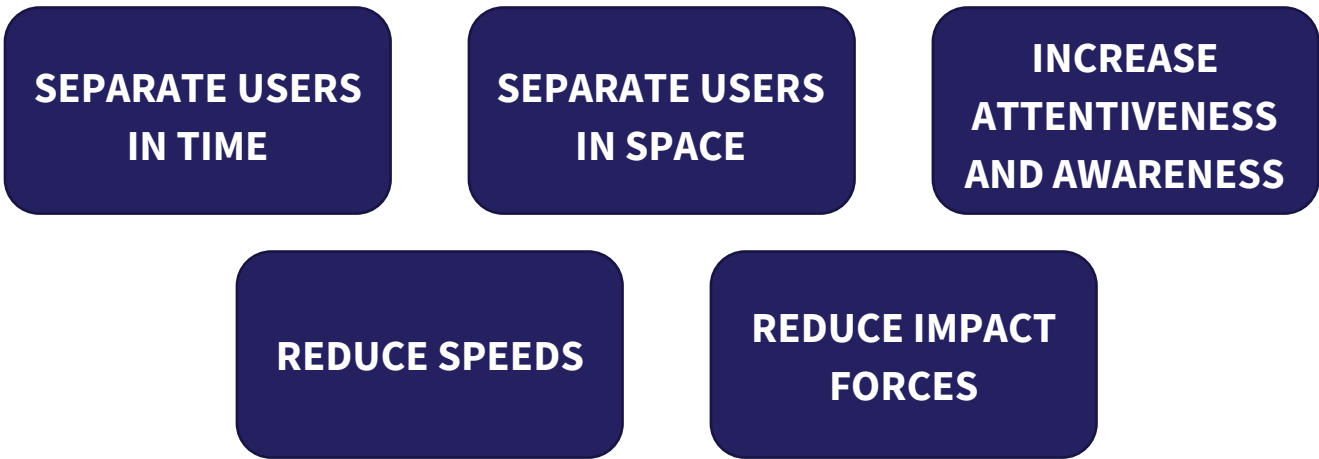 SEPARATE USERS
IN TIME
SEPARATE USERS
IN SPACE
INCREASE
ATTENTIVENESS
AND AWARENESS
REDUCE SPEEDS
REDUCE IMPACT
FORCES